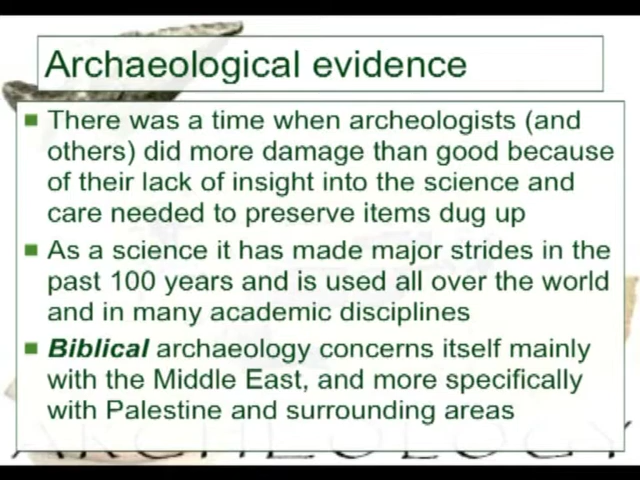 Archaeological evidence
There was a time when archeologists (and
others) did more damage than good because
of their lack of insight into the science and
care needed to preserve items dug up
As a science it has made major strides in the
past 100 years and is used all over the world
and in many academic disciplines
Biblical archaeology concerns itself mainly
with the Middle East, and more specifically
with Palestine and surrounding areas
ARCHEOLOGY